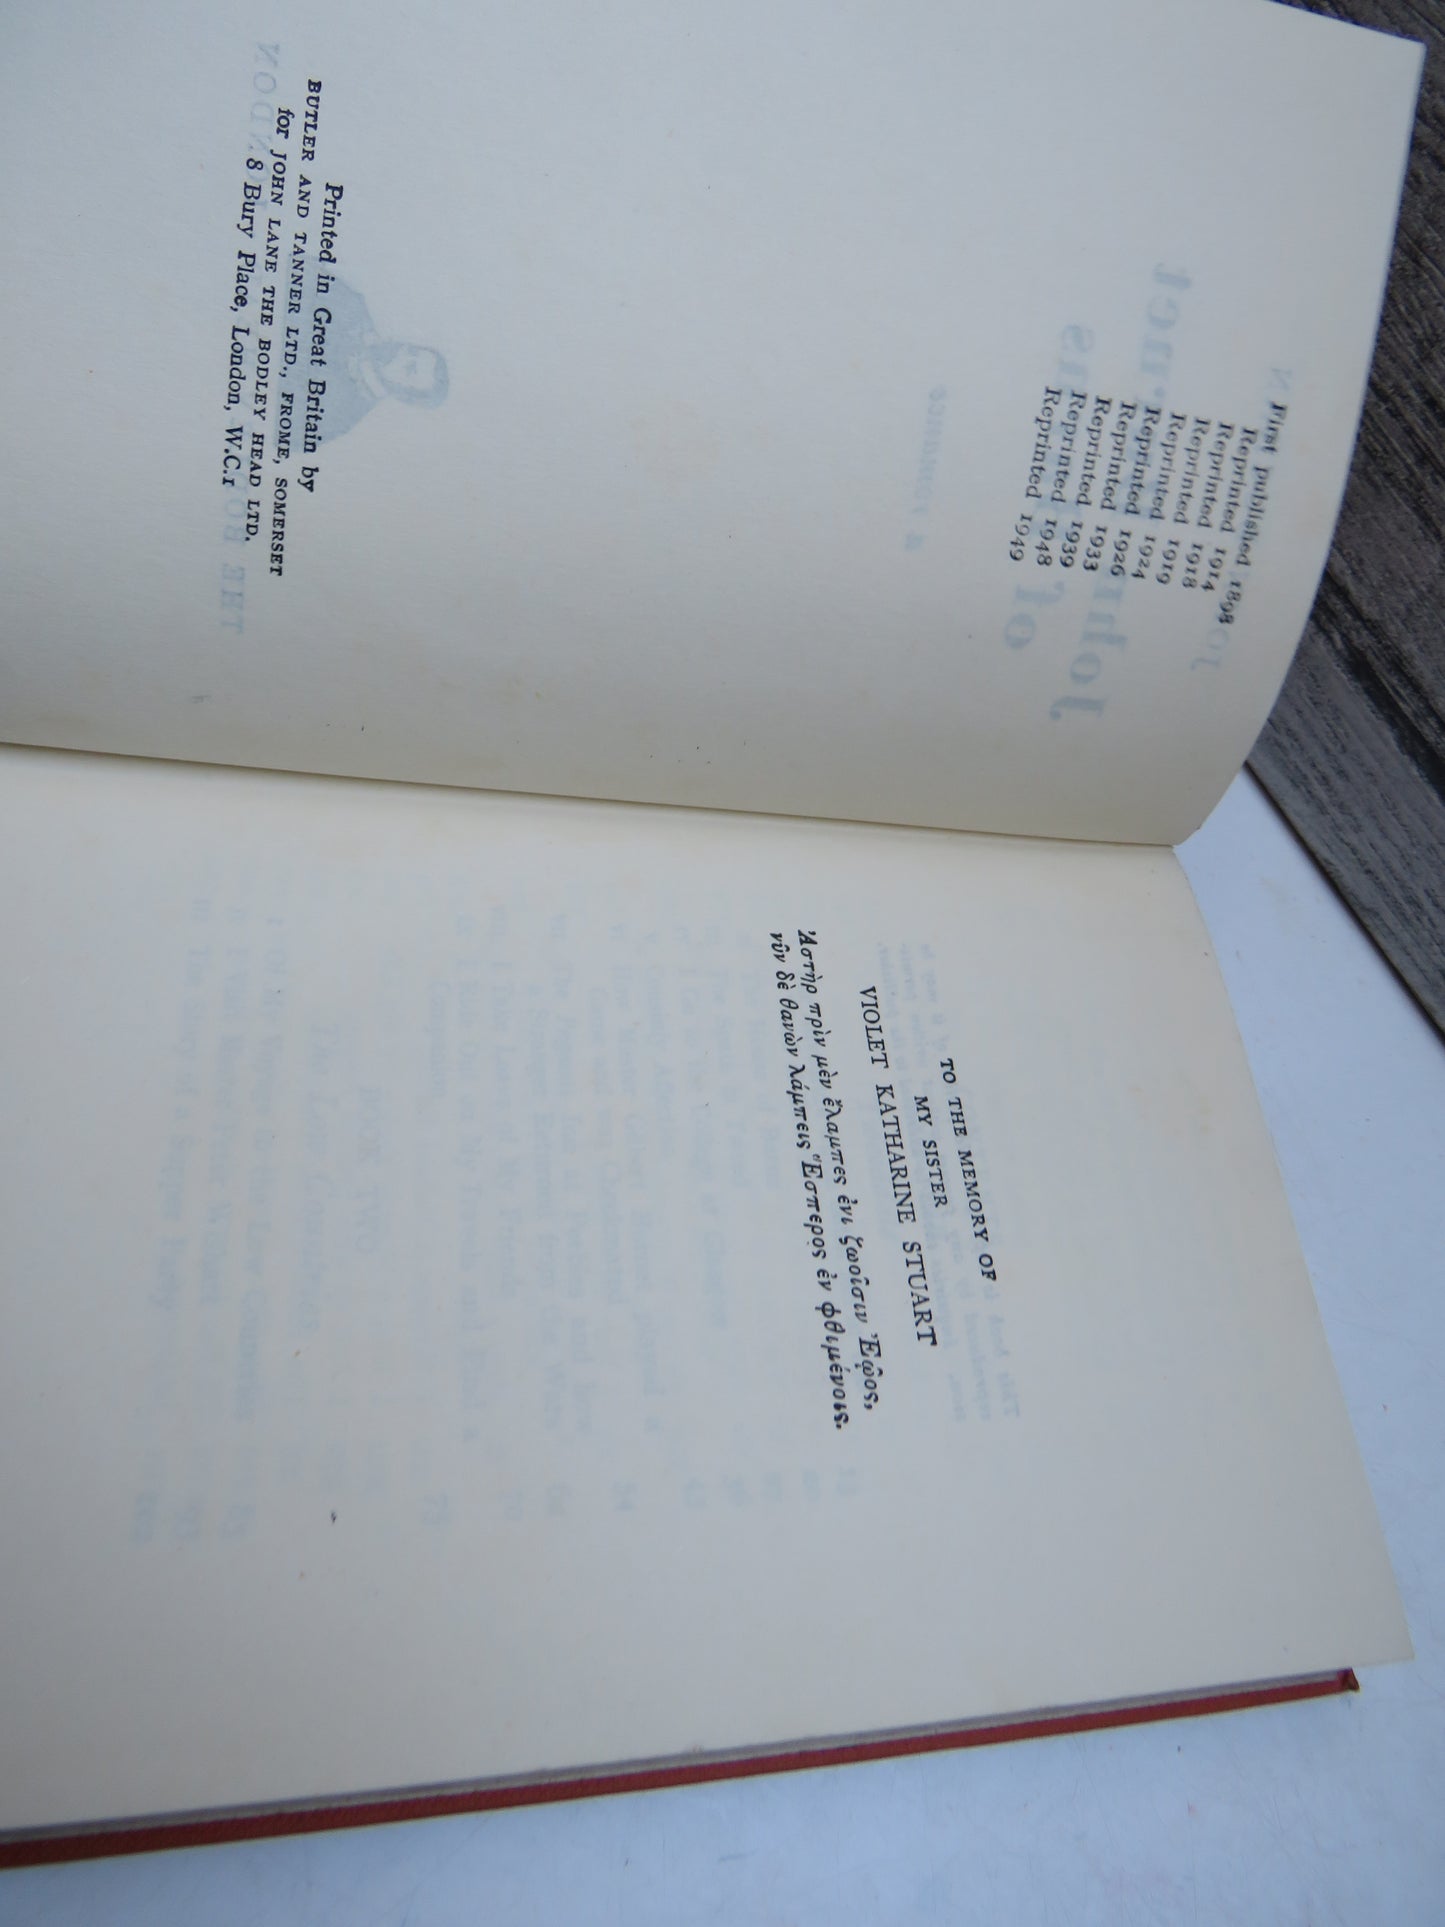 First published 1898
Reprinted 1914
Reprinted 1918
Reprinted 1919
Reprinted 1924
Reprinted 1926
Reprinted 1933
Reprinted 1939
Reprinted 1948
Reprinted 1949
Printed in Great Britain by
BUTLER AND TANNER LTD., FROME, SOMERSET
for JOHN LANE THE BODLEY HEAD LTD.
8 Bury Place, London, W.C.1
TO THE MEMORY OF
MY SISTER
VIOLET KATHARINE STUART
Ἀστὴρ πρὶν μὲν ἔλαμπες ἐνι ζωοῖσιν Ἑῷος,
νῦν δὲ θανὼν λάμπεις Ἕσπερος ἐν φθιμένοις.